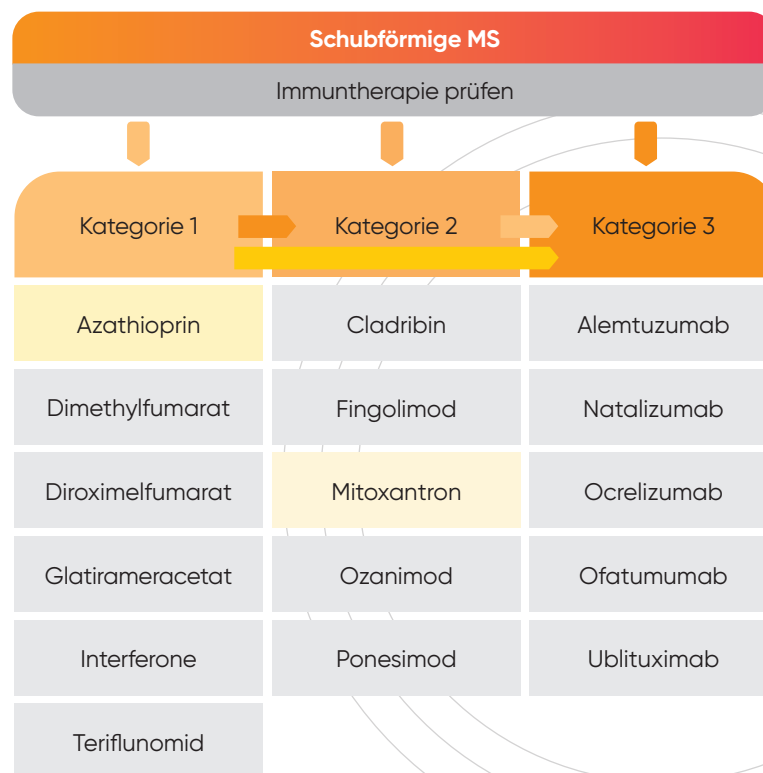 Schubförmige MS
Immuntherapie prüfen
Kategorie 1
Kategorie 2
Kategorie 3
Azathioprin
Cladribin
Alemtuzumab
Dimethylfumarat
Fingolimod
Natalizumab
Diroximelfumarat
Mitoxantron
Ocrelizumab
Glatirameracetat
Ozanimod
Ofatumumab
Interferone
Ponesimod
Ublituximab
Teriflunomid